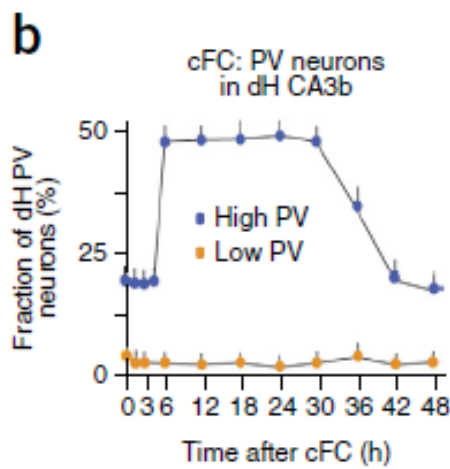 b
cFC: PV neurons
in dH CA3b
Fraction of dH PV
neurons (%)
50
25
0
High PV
Low PV
0 3 6 12 18 24 30 36 42 48
Time after cFC (h)